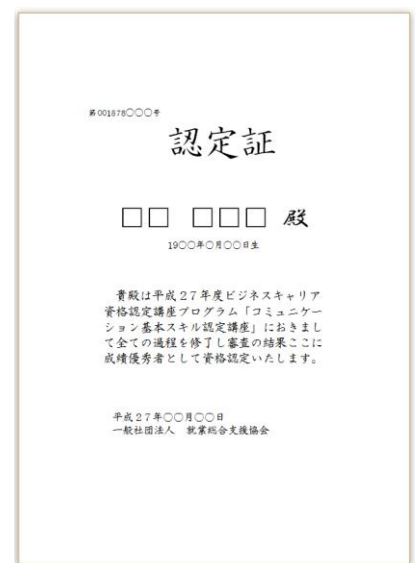 第001878〇〇〇号
認定証
□□ □□□ 殿
19〇〇年〇月〇〇日生
貴殿は平成27年度ビジネスキャリア
資格認定講座プログラム「コミュニケー
ション基本スキル認定講座」におきまし
て全ての過程を修了し審査の結果ここに
成績優秀者として資格認定いたします。
平成27年〇〇月〇〇日
一般社団法人 就業総合支援協会